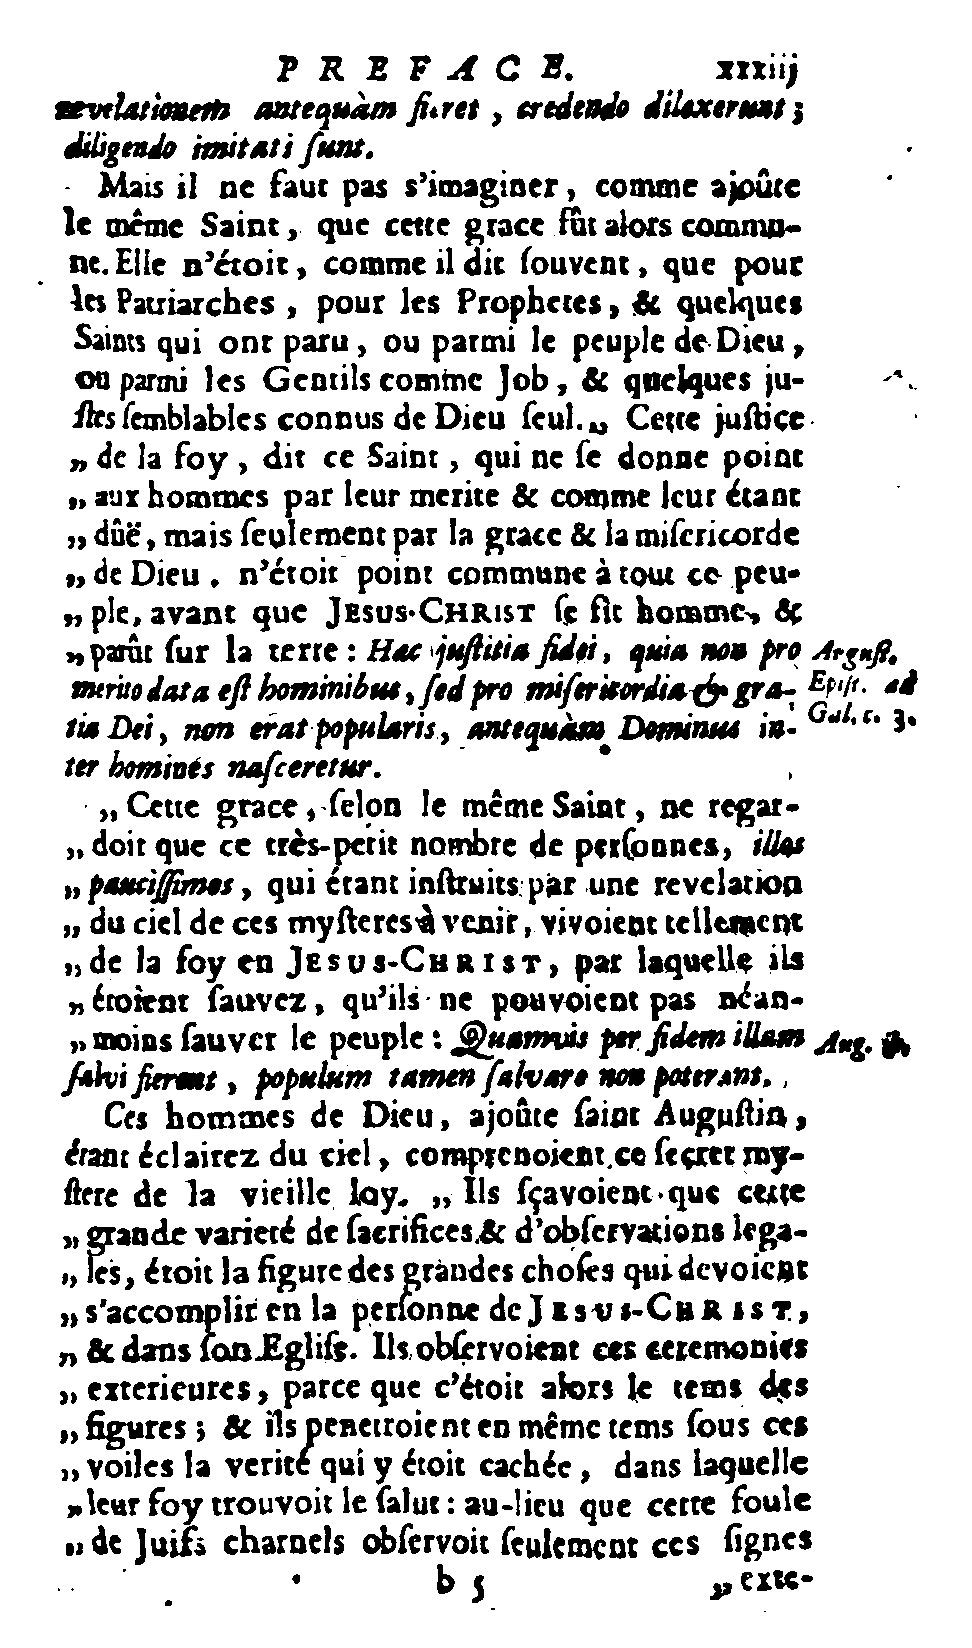 PREFACE. xxxiij
revelationem antequàm fieret, credendo dilexerunt;
diligendo imitati ſunt.
Mais il ne faut pas s'imaginer, comme ajoûte
le même Saint, que cette grace fût alors commu-
ne. Elle n'étoit, comme il dit ſouvent, que pour
les Patriarches, pour les Prophetes, & quelques
Saints qui ont paru, ou parmi le peuple de Dieu,
ou parmi les Gentils comme Job, & quelques ju-
ſtes ſemblables connus de Dieu ſeul. „ Cette juſtice
„ de la foy, dit ce Saint, qui ne ſe donne point
„ aux hommes par leur merite & comme leur étant
„ dûë, mais ſeulement par la grace & la miſericorde
„ de Dieu, n'étoit point commune à tout ce peu-
„ ple, avant que JESUS-CHRIST ſe fit homme, &
„ parût ſur la terre: Hac juſtitia fidei, quia non pro
merito data eſt hominibus, ſed pro miſericordia & gra-
tia Dei, non erat popularis, antequàm Dominus in-
ter homines naſceretur.
Auguſt.
Epiſt. ad
Gal. c. 3.
„ Cette grace, ſelon le même Saint, ne regar-
„ doit que ce très-petit nombre de perſonnes, illos
„ pauciſſimos, qui étant inſtruits par une revelation
„ du ciel de ces myſteres à venir, vivoient tellement
„ de la foy en JESUS-CHRIST, par laquelle ils
„ étoient ſauvez, qu'ils ne pouvoient pas néan-
„ moins ſauver le peuple: Quamvis per fidem illam
ſalvi fierent, populum tamen ſalvare non poterant.
Aug.
Ces hommes de Dieu, ajoûte ſaint Auguſtin,
étant éclairez du ciel, comprenoient ce ſecret my-
ſtere de la vieille loy. „ Ils ſçavoient que cette
„ grande varieté de ſacrifices & d'obſervations lega-
„ les, étoit la figure des grandes choſes qui devoient
„ s'accomplir en la perſonne de JESUS-CHRIST,
„ & dans ſon Egliſe. Ils obſervoient ces ceremonies
„ exterieures, parce que c'étoit alors le tems des
„ figures; & ils penetroient en même tems ſous ces
„ voiles la verité qui y étoit cachée, dans laquelle
„ leur foy trouvoit le ſalut: au-lieu que cette foule
„ de Juifs charnels obſervoit ſeulement ces ſignes
b 5 „ exte-